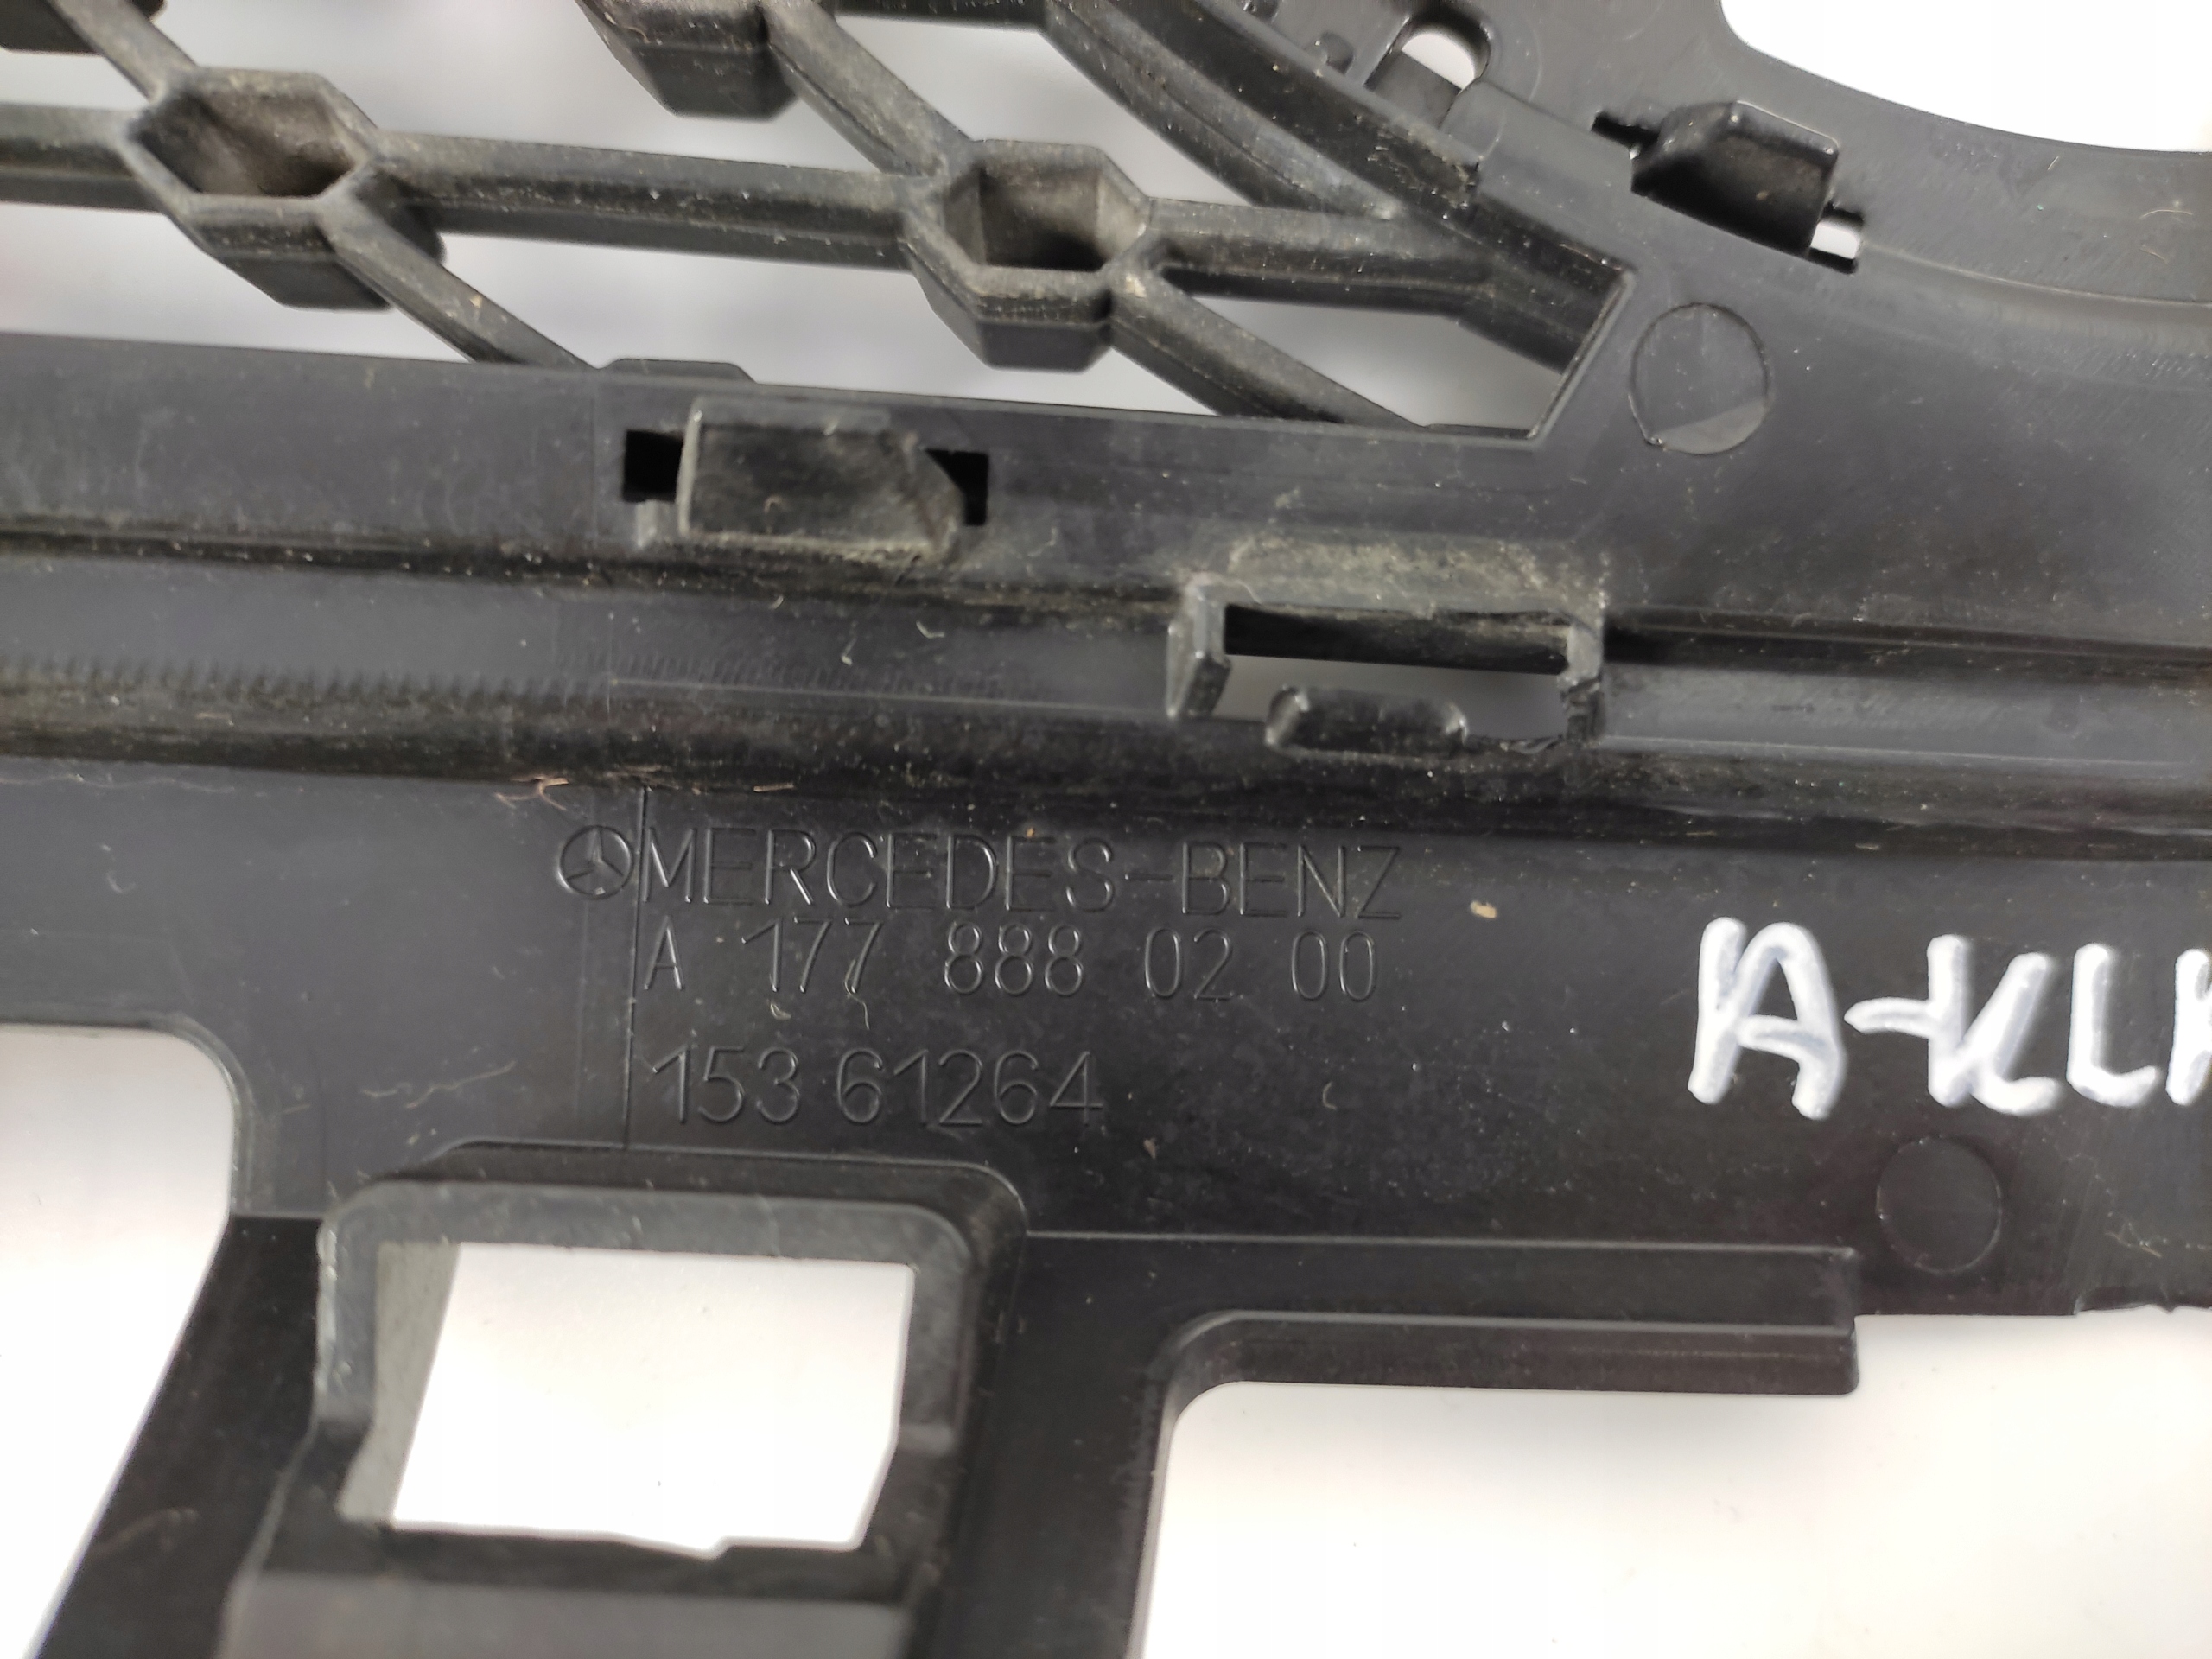 MERCEDES-BENZ
A 177 888 02 00
A-KL
153 61264